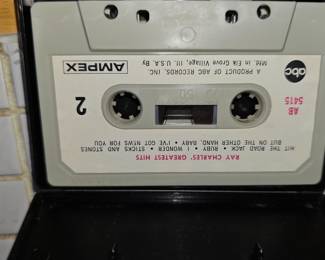 RAY CHARLES' GREATEST HITS
HIT THE ROAD JACK • RUBY • I WONDER • STICKS AND STONES
BUT ON THE OTHER HAND, BABY • I'VE GOT NEWS FOR YOU
AB
5415
2
50
abc
A PRODUCT OF ABC RECORDS, INC.
Mfd. in Elk Grove Village, Ill. U.S.A. By
AMPEX